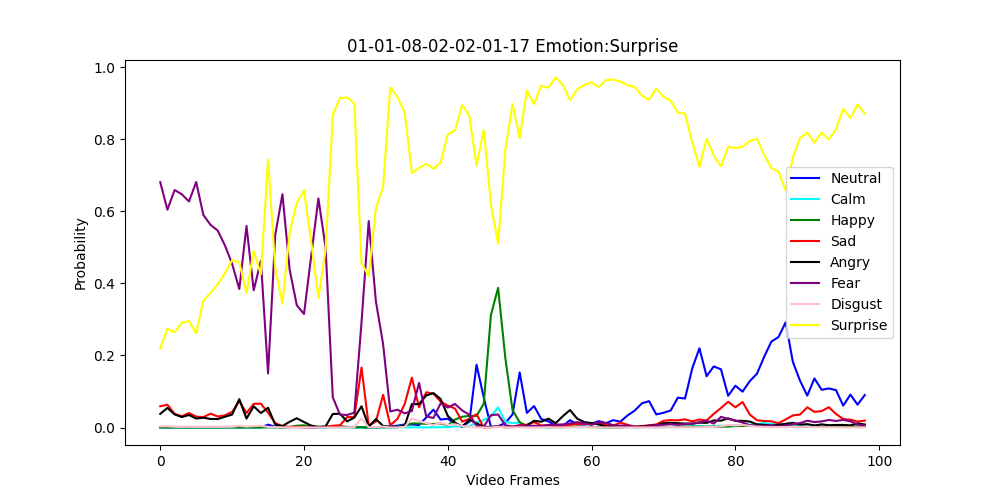 01-01-08-02-02-01-17 Emotion:Surprise
1.0
0.8
0.6
0.4
0.2
0.0
Probability
0
20
40
60
80
100
Video Frames
Neutral
Calm
Happy
Sad
Angry
Fear
Disgust
Surprise